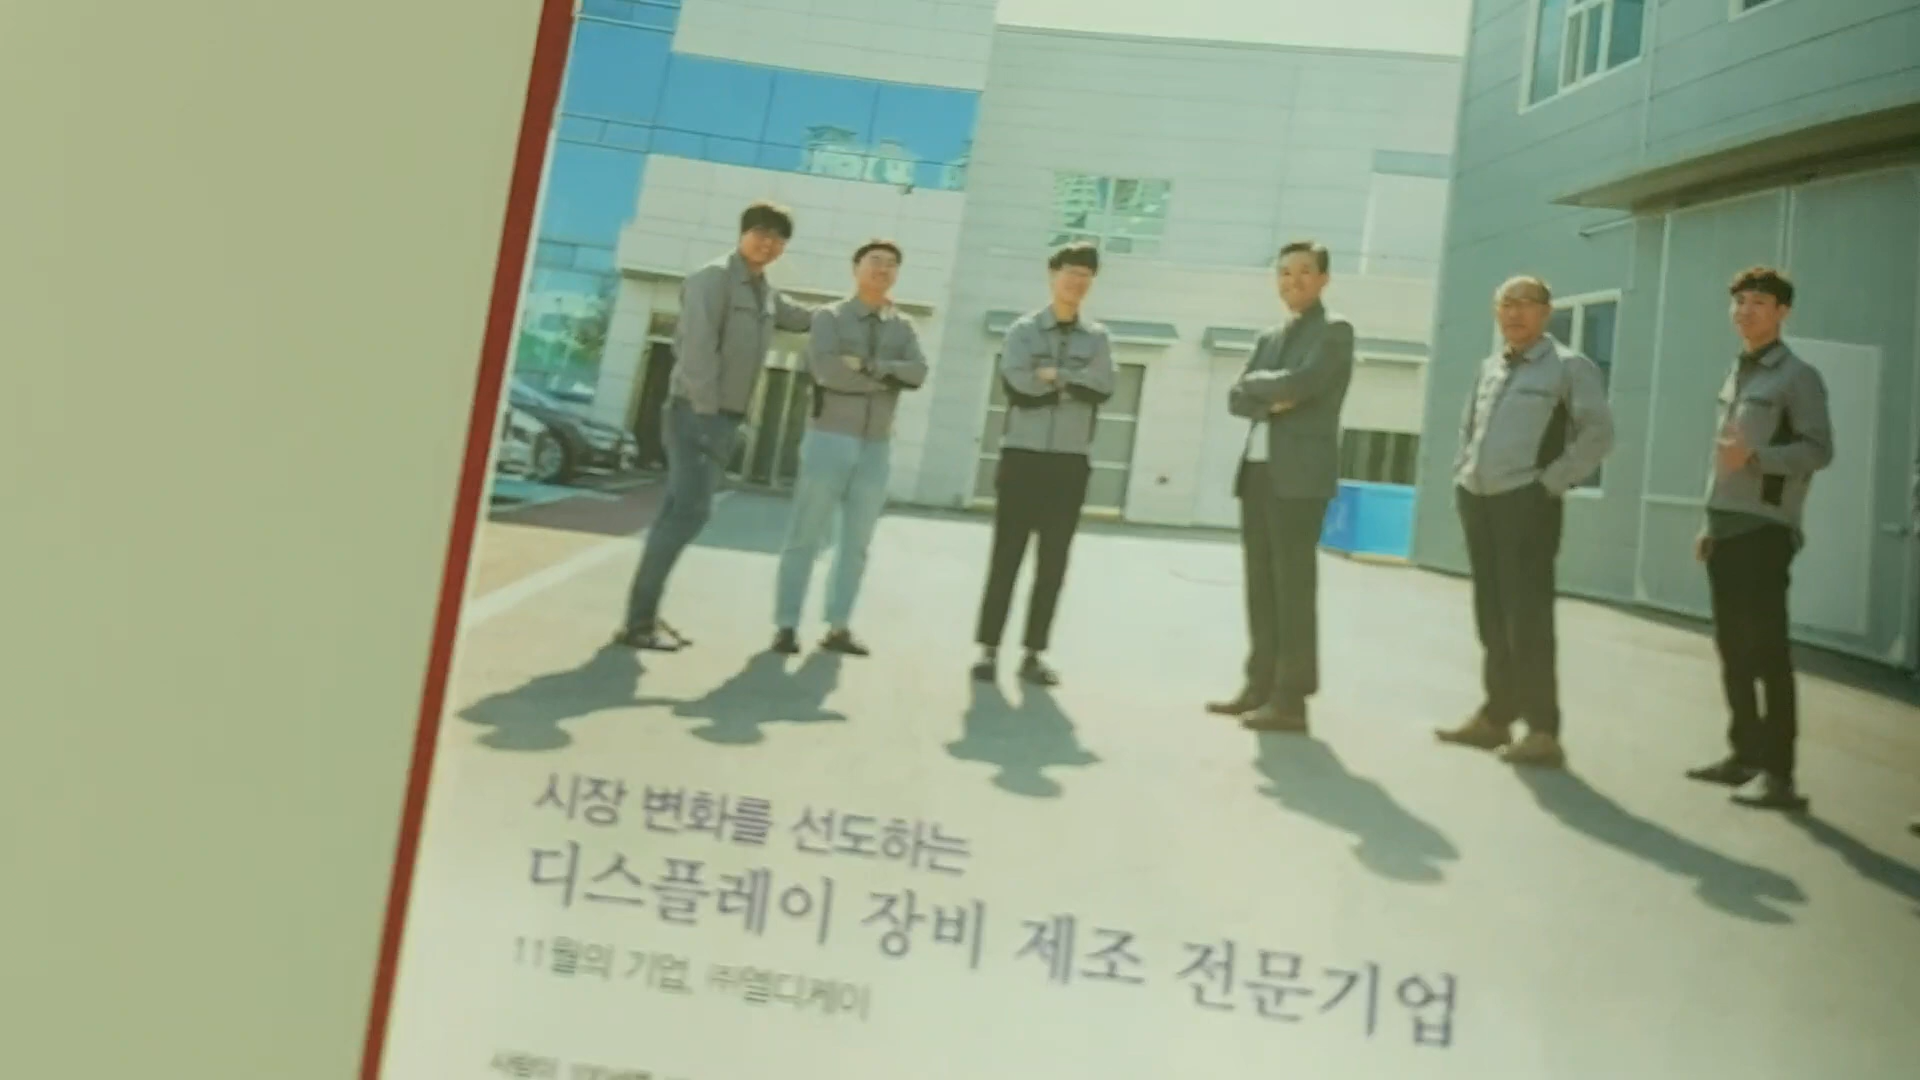 시장 변화를 선도하는
디스플레이 장비 제조 전문기업
11월의 기업, ㈜엘디케이